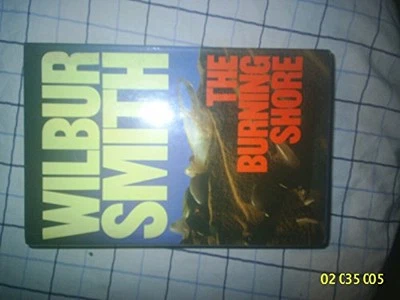 WILBUR
SMITH
THE
BURNING
SHORE
02 C35 C05